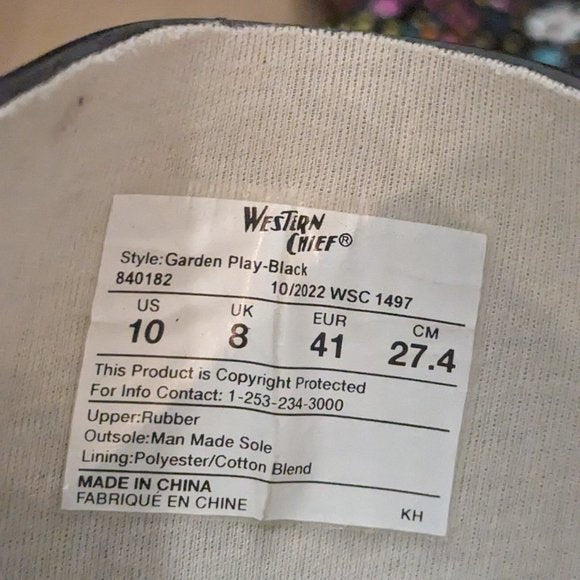 WESTERN
CHIEF®
Style:Garden Play-Black
840182 10/2022 WSC 1497
US UK EUR CM
10 8 41 27.4
This Product is Copyright Protected
For Info Contact: 1-253-234-3000
Upper:Rubber
Outsole:Man Made Sole
Lining:Polyester/Cotton Blend
MADE IN CHINA
FABRIQUÉ EN CHINE KH